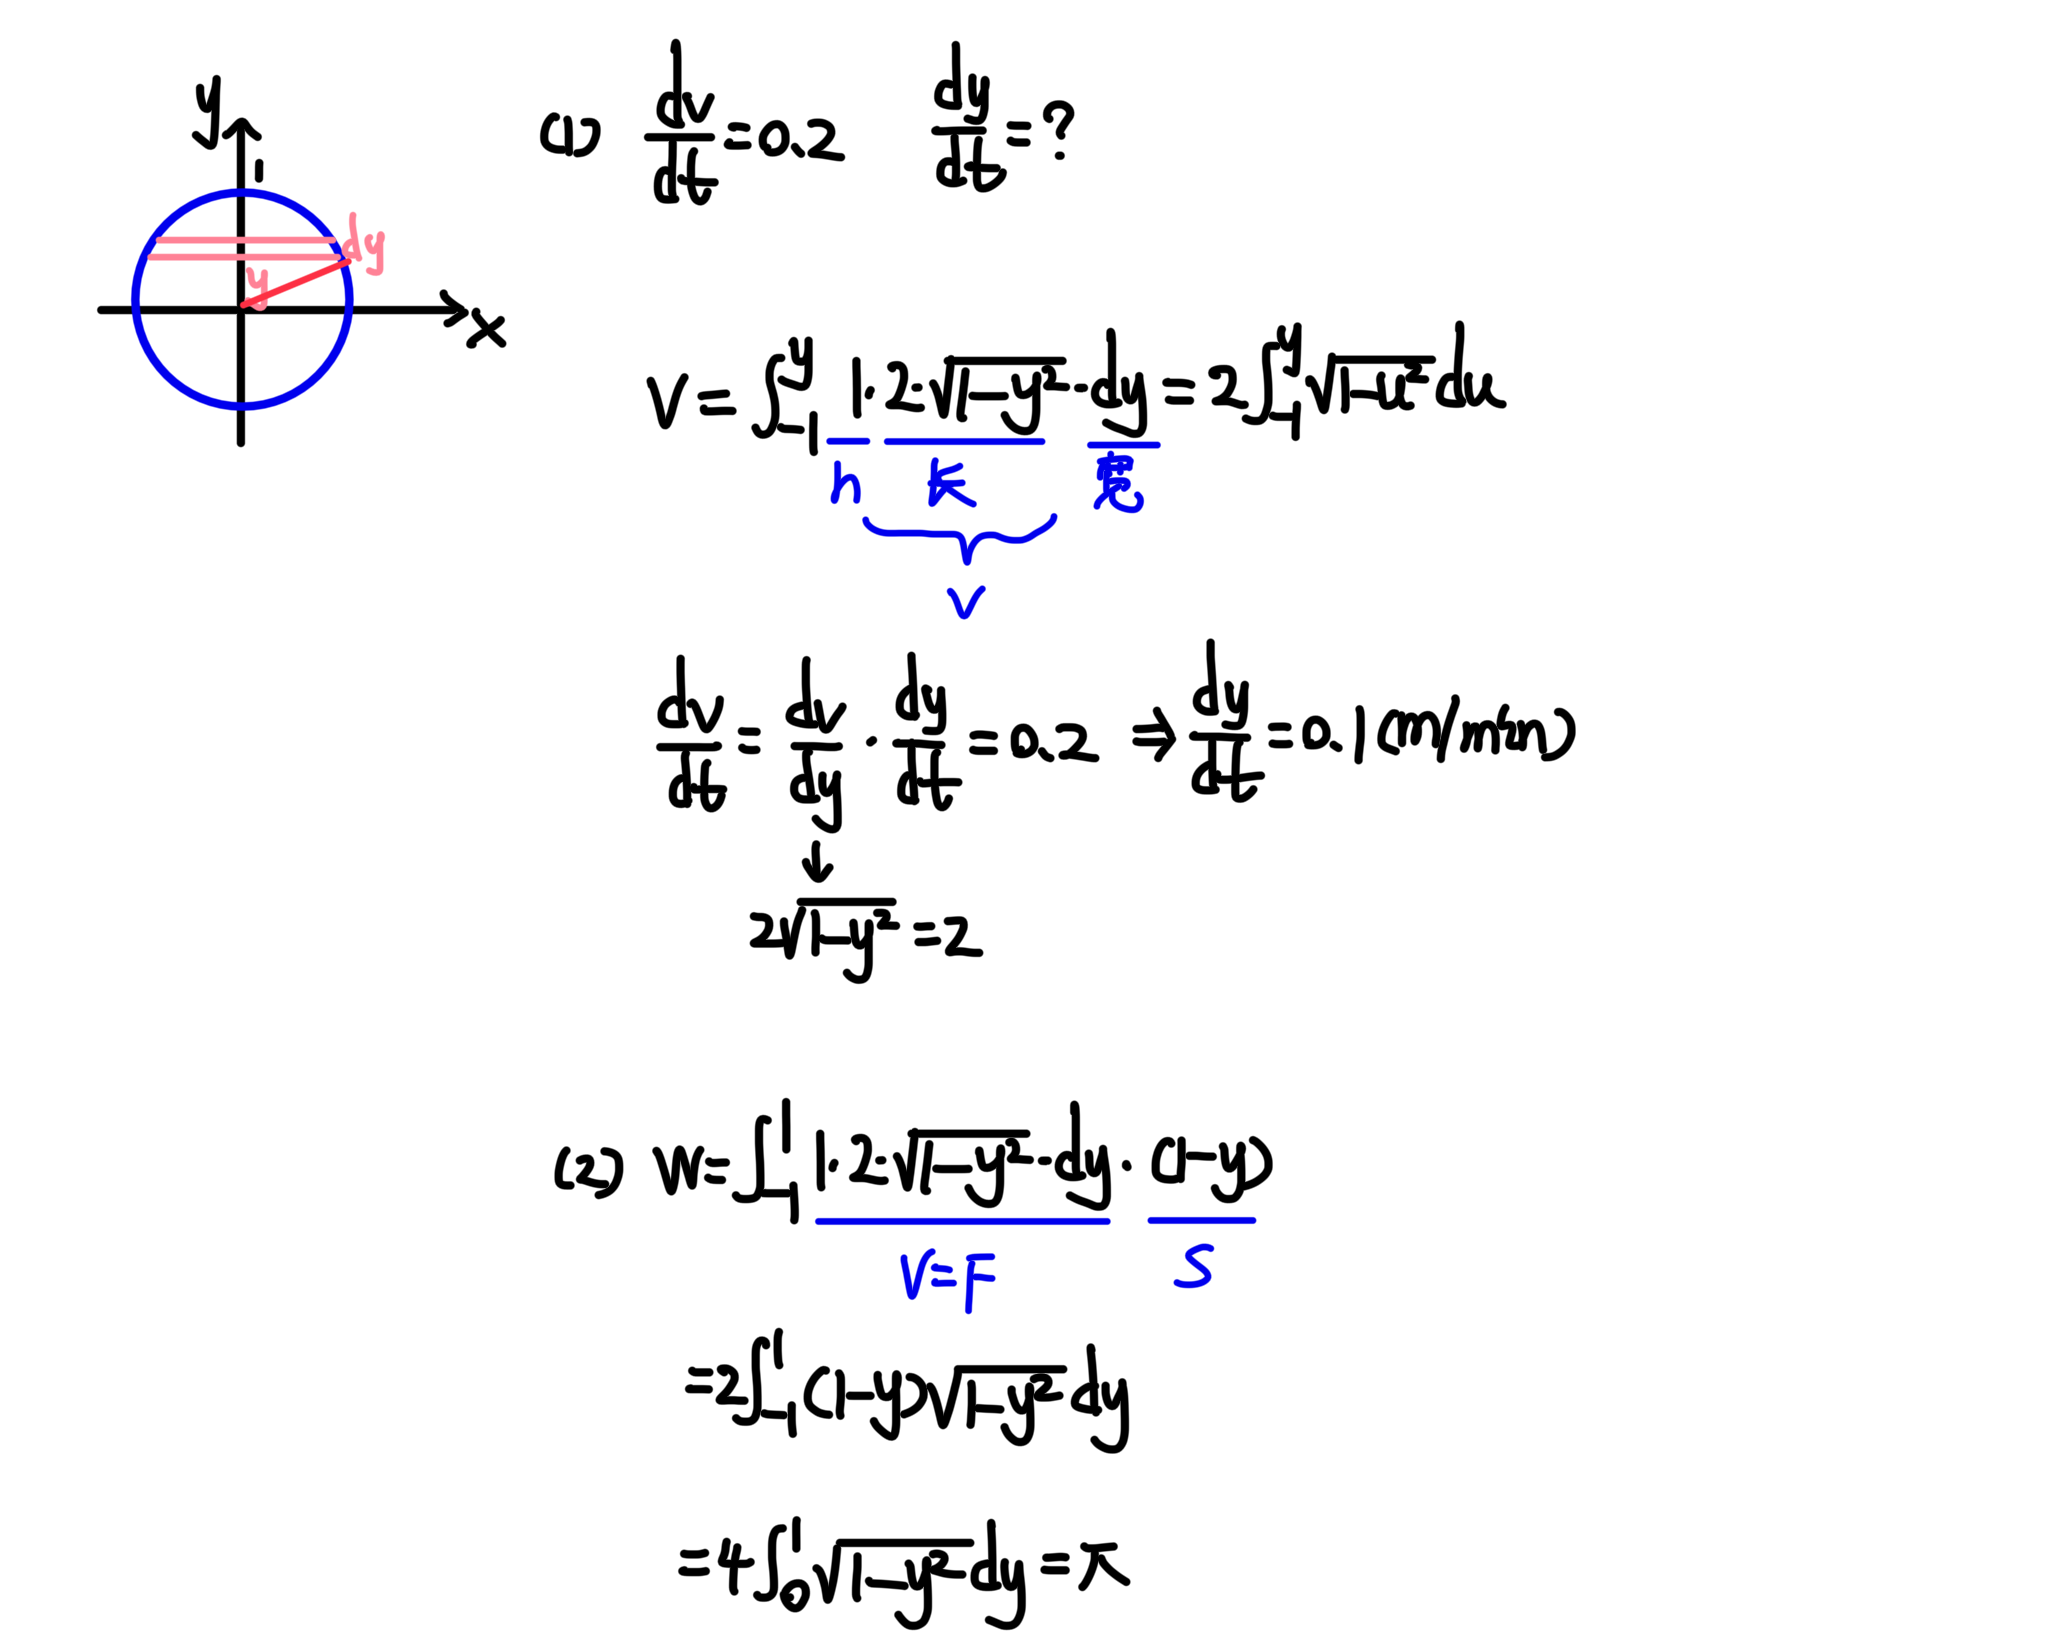 y
1
dy
y
x
(1) dv/dt = 0.2 dy/dt = ?
V = ∫_{-1}^{y} 1·2·√(1-y²)·dy = 2∫_{-1}^{y} √(1-u²) du
h 长 宽
V
dv/dt = dv/dy · dy/dt = 0.2 ⇒ dy/dt = 0.1 (m/min)
↓
2√(1-y²) = 2
(2) W = ∫_{-1}^{1} 1·2·√(1-y²)·dy·(1-y)
V=F S
= 2∫_{-1}^{1} (1-y)√(1-y²) dy
= 4∫_{0}^{1} √(1-y²) dy = π